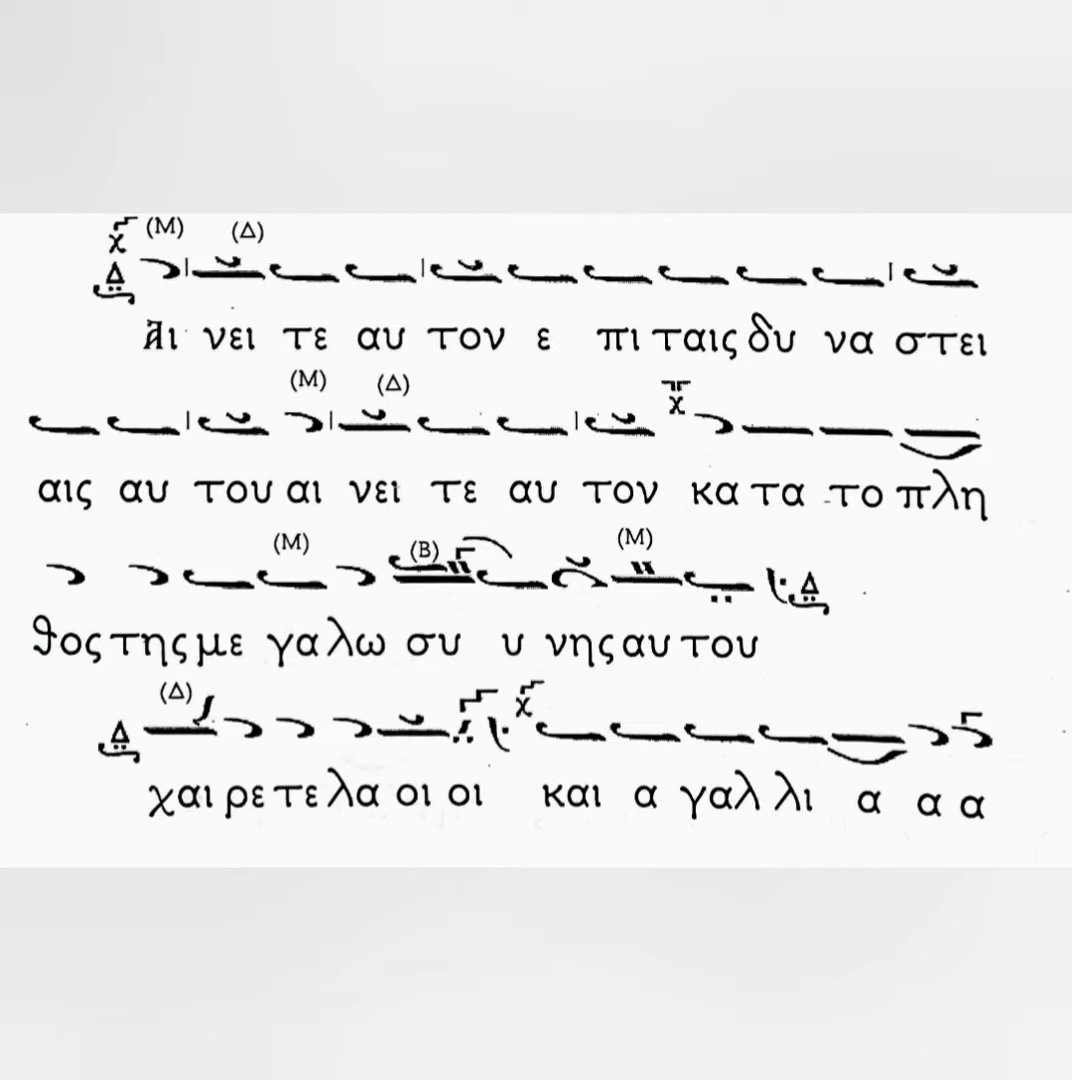 (Μ) (Δ)
Αι νει τε αυ τον ε πι ταις δυ να στει
(Μ) (Δ)
αις αυ του αι νει τε αυ τον κα τα το πλη
(Μ) (Β) (Μ)
θος της με γα λω συ υ νης αυ του
(Δ)
χαι ρε τε λα οι οι και α γαλ λι α α α